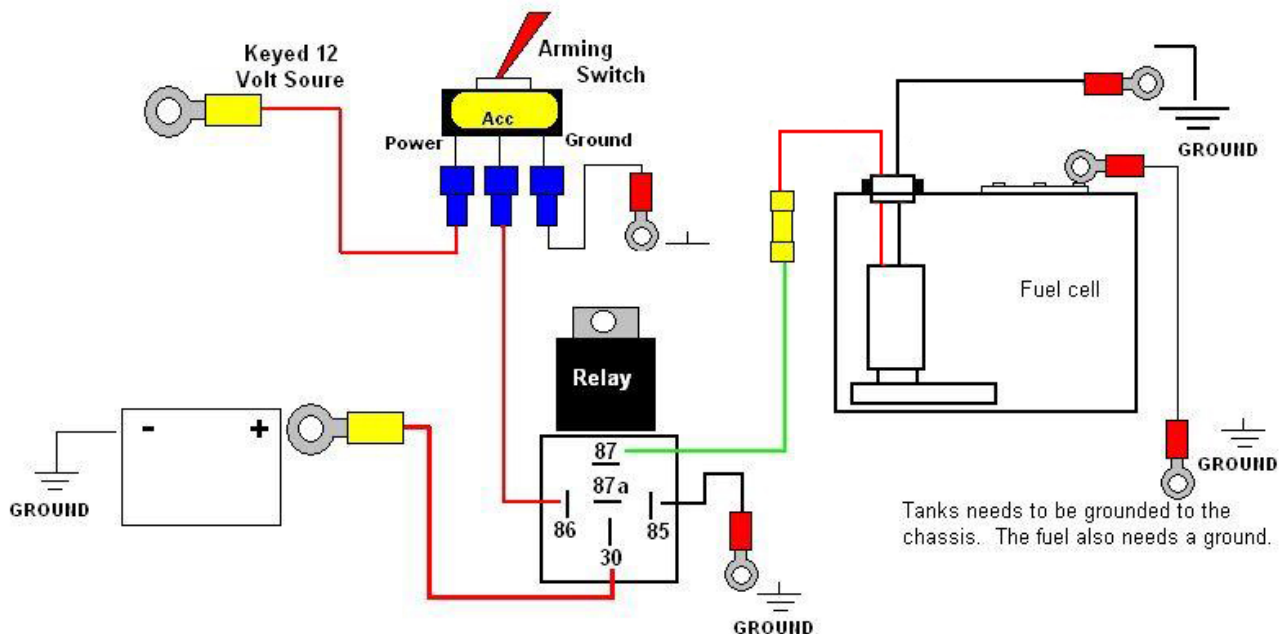 Keyed 12
Volt Soure
Arming
Switch
Acc
Power
Ground
GROUND
Fuel cell
Relay
-
+
87
87a
86
85
30
GROUND
GROUND
GROUND
Tanks needs to be grounded to the
chassis. The fuel also needs a ground.